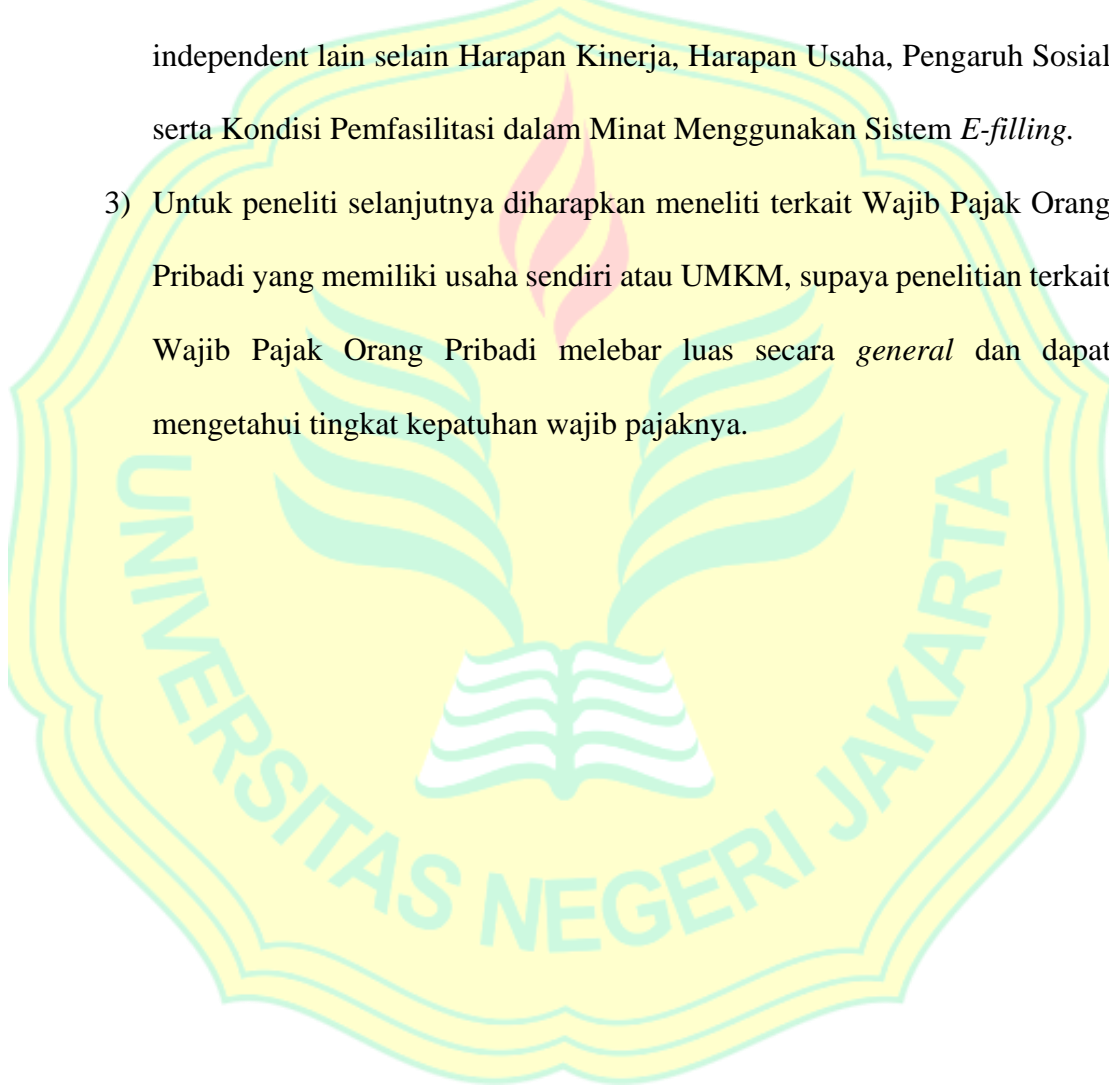 independent lain selain Harapan Kinerja, Harapan Usaha, Pengaruh Sosial
serta Kondisi Pemfasilitasi dalam Minat Menggunakan Sistem E-filling.
3) Untuk peneliti selanjutnya diharapkan meneliti terkait Wajib Pajak Orang
Pribadi yang memiliki usaha sendiri atau UMKM, supaya penelitian terkait
Wajib Pajak Orang Pribadi melebar luas secara general dan dapat
mengetahui tingkat kepatuhan wajib pajaknya.
UNIVERSITAS NEGERI JAKARTA